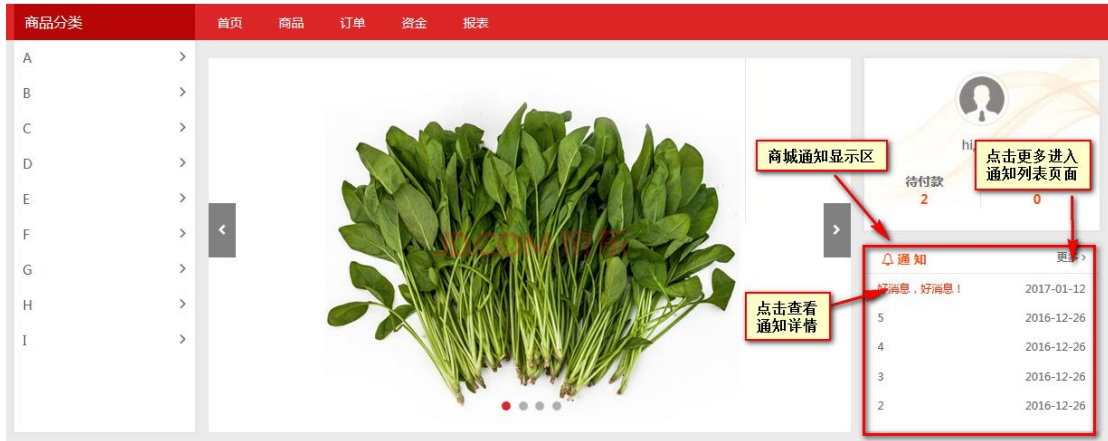 商品分类 首页 商品 订单 资金 报表
A
B
C
D
E
F
G
H
I
商城通知显示区
点击更多进入
通知列表页面
hi,
待付款
2
0
通知 更多
好消息，好消息！ 2017-01-12
5 2016-12-26
4 2016-12-26
3 2016-12-26
2 2016-12-26
点击查看
通知详情